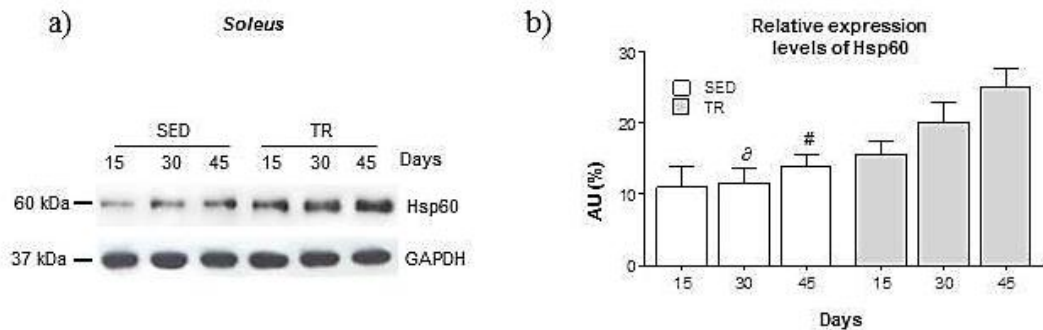 a)
Soleus
SED TR
15 30 45 15 30 45 Days
60 kDa Hsp60
37 kDa GAPDH
b)
Relative expression
levels of Hsp60
30
SED
TR
20
∂ #
10
0
AU (%)
15 30 45 15 30 45
Days